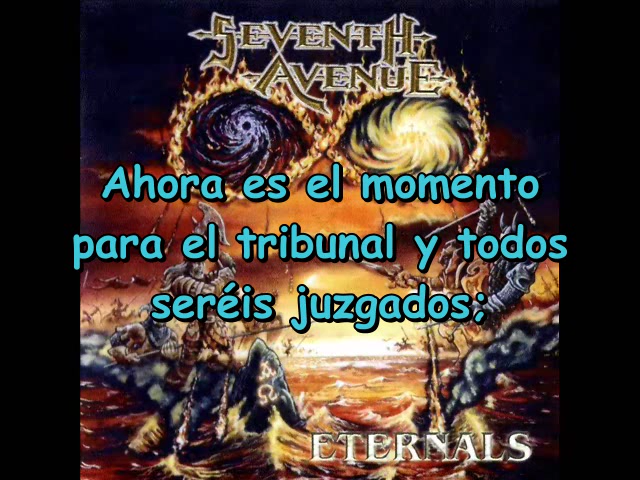 SEVENTH
AVENUE
Ahora es el momento
para el tribunal y todos
seréis juzgados;
ETERNALS